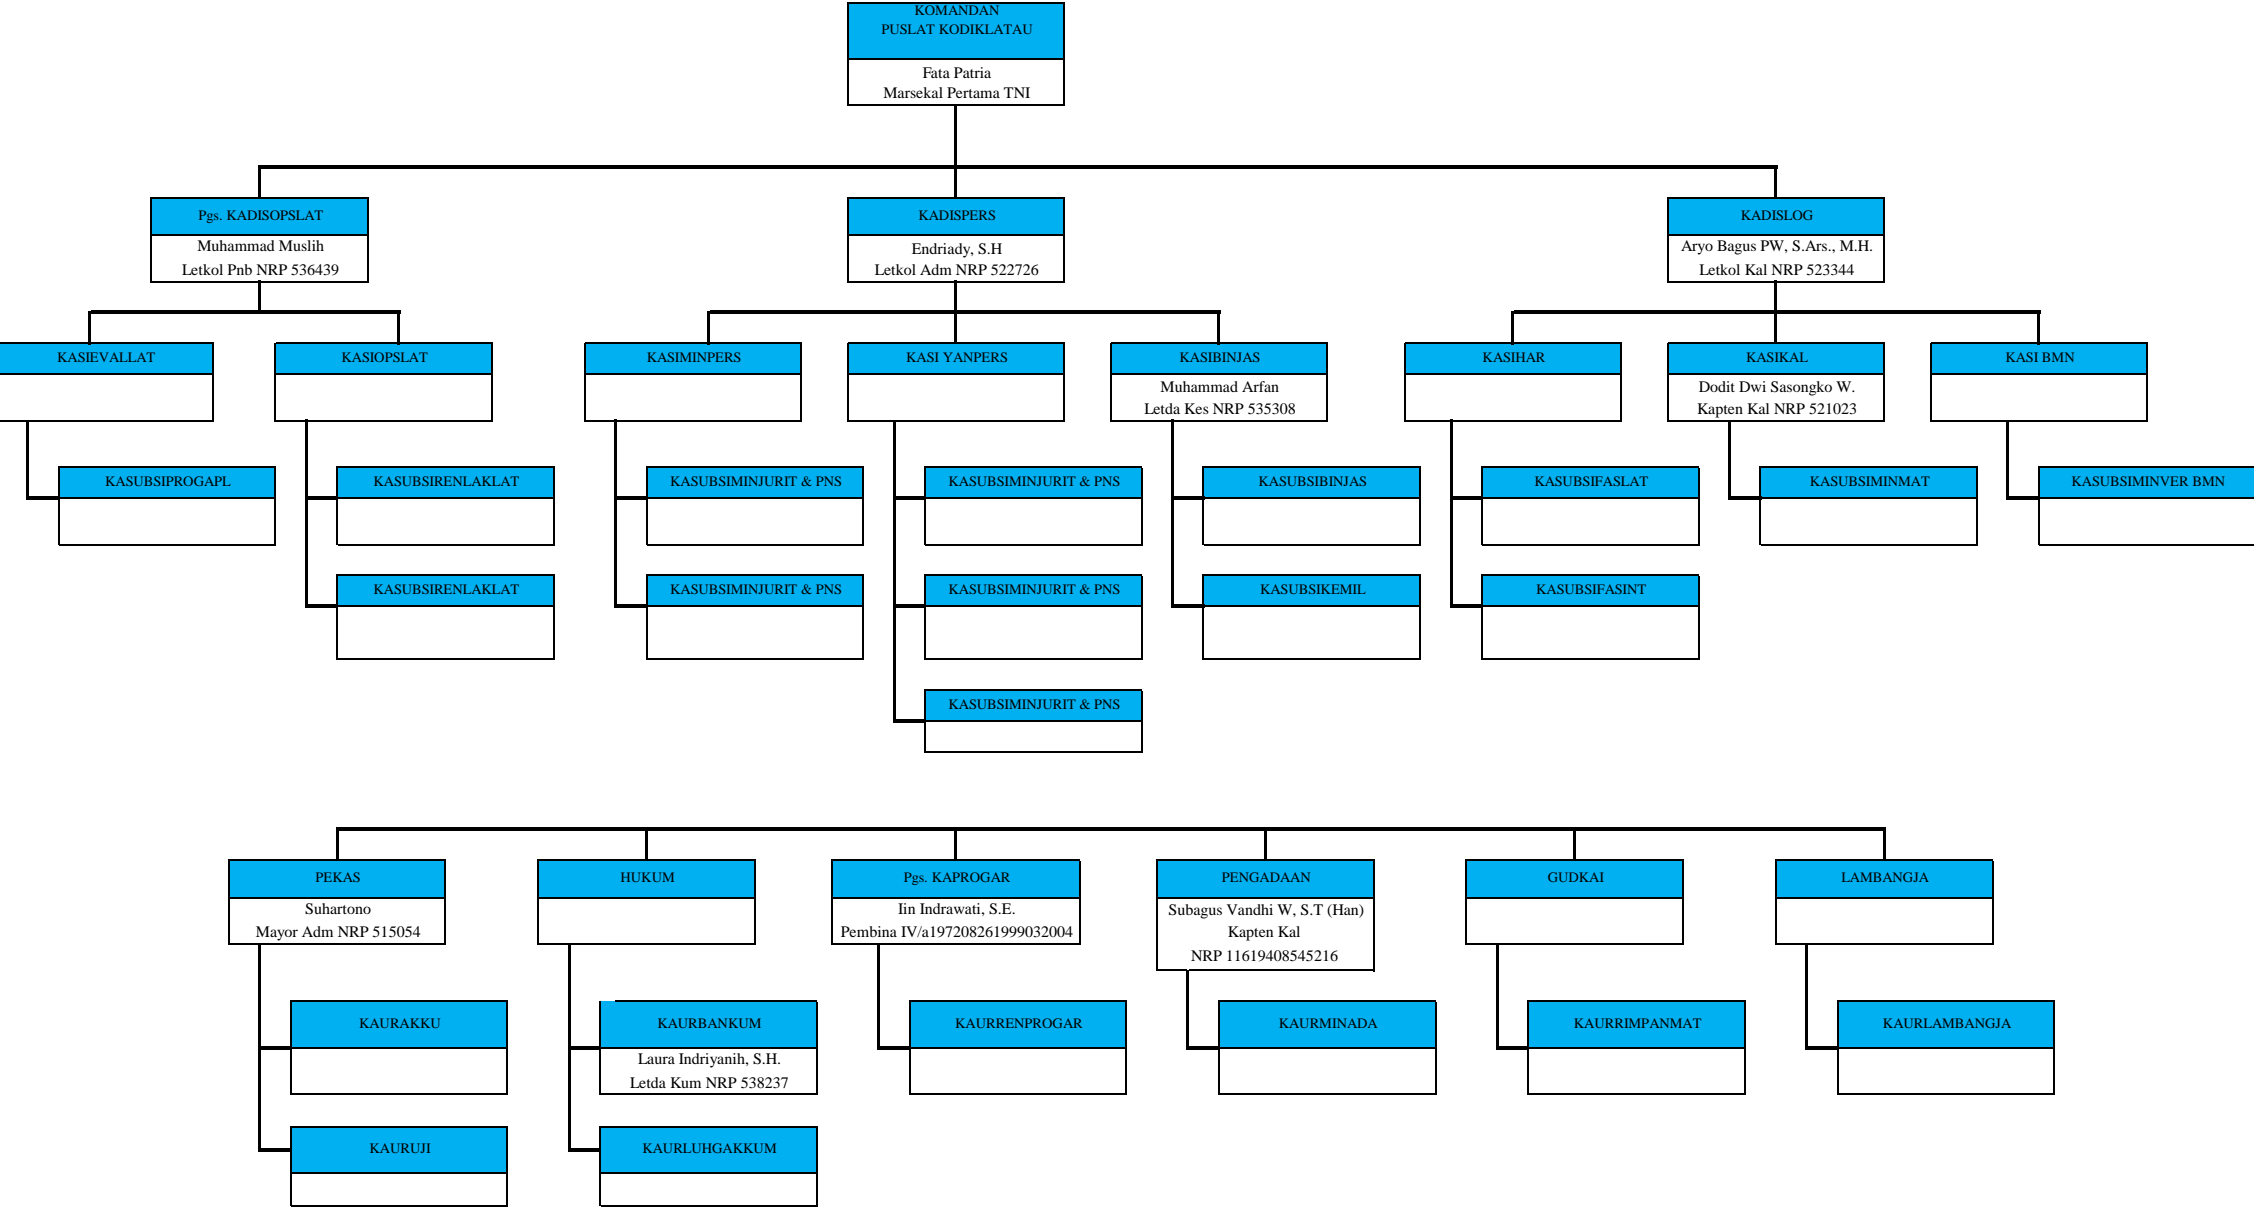 KOMANDAN
PUSLAT KODIKLATAU
Fata Patria
Marsekal Pertama TNI
Pgs. KADISOPSLAT
Muhammad Muslih
Letkol Pnb NRP 536439
KADISPERS
Endriady, S.H
Letkol Adm NRP 522726
KADISLOG
Aryo Bagus PW, S.Ars., M.H.
Letkol Kal NRP 523344
KASIEVALLAT
KASIOPSLAT
KASIMINPERS
KASI YANPERS
KASIBINJAS
Muhammad Arfan
Letda Kes NRP 535308
KASIHAR
KASIKAL
Dodit Dwi Sasongko W.
Kapten Kal NRP 521023
KASI BMN
KASUBSIPROGAPL
KASUBSIRENLAKLAT
KASUBSIMINJURIT & PNS
KASUBSIMINJURIT & PNS
KASUBSIBINJAS
KASUBSIFASLAT
KASUBSIMINMAT
KASUBSIMINVER BMN
KASUBSIRENLAKLAT
KASUBSIMINJURIT & PNS
KASUBSIMINJURIT & PNS
KASUBSIKEMIL
KASUBSIFASINT
KASUBSIMINJURIT & PNS
PEKAS
Suhartono
Mayor Adm NRP 515054
HUKUM
Pgs. KAPROGAR
Iin Indrawati, S.E.
Pembina IV/a197208261999032004
PENGADAAN
Subagus Vandhi W, S.T (Han)
Kapten Kal
NRP 11619408545216
GUDKAI
LAMBANGJA
KAURAKKU
KAURBANKUM
Laura Indriyanih, S.H.
Letda Kum NRP 538237
KAURRENPROGAR
KAURMINADA
KAURRIMPANMAT
KAURLAMBANGJA
KAURUJI
KAURLUHGAKKUM